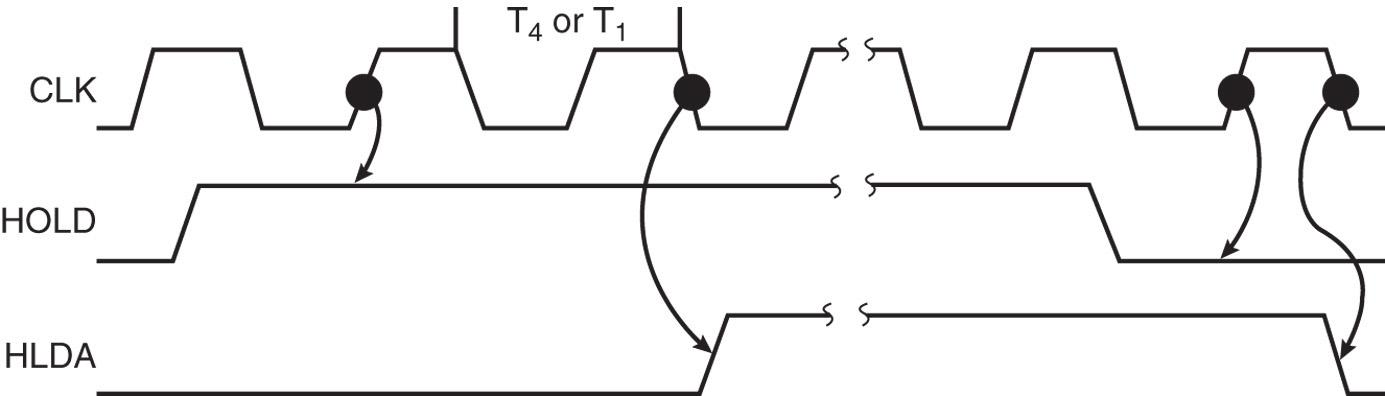 T4 or T1
CLK
HOLD
HLDA